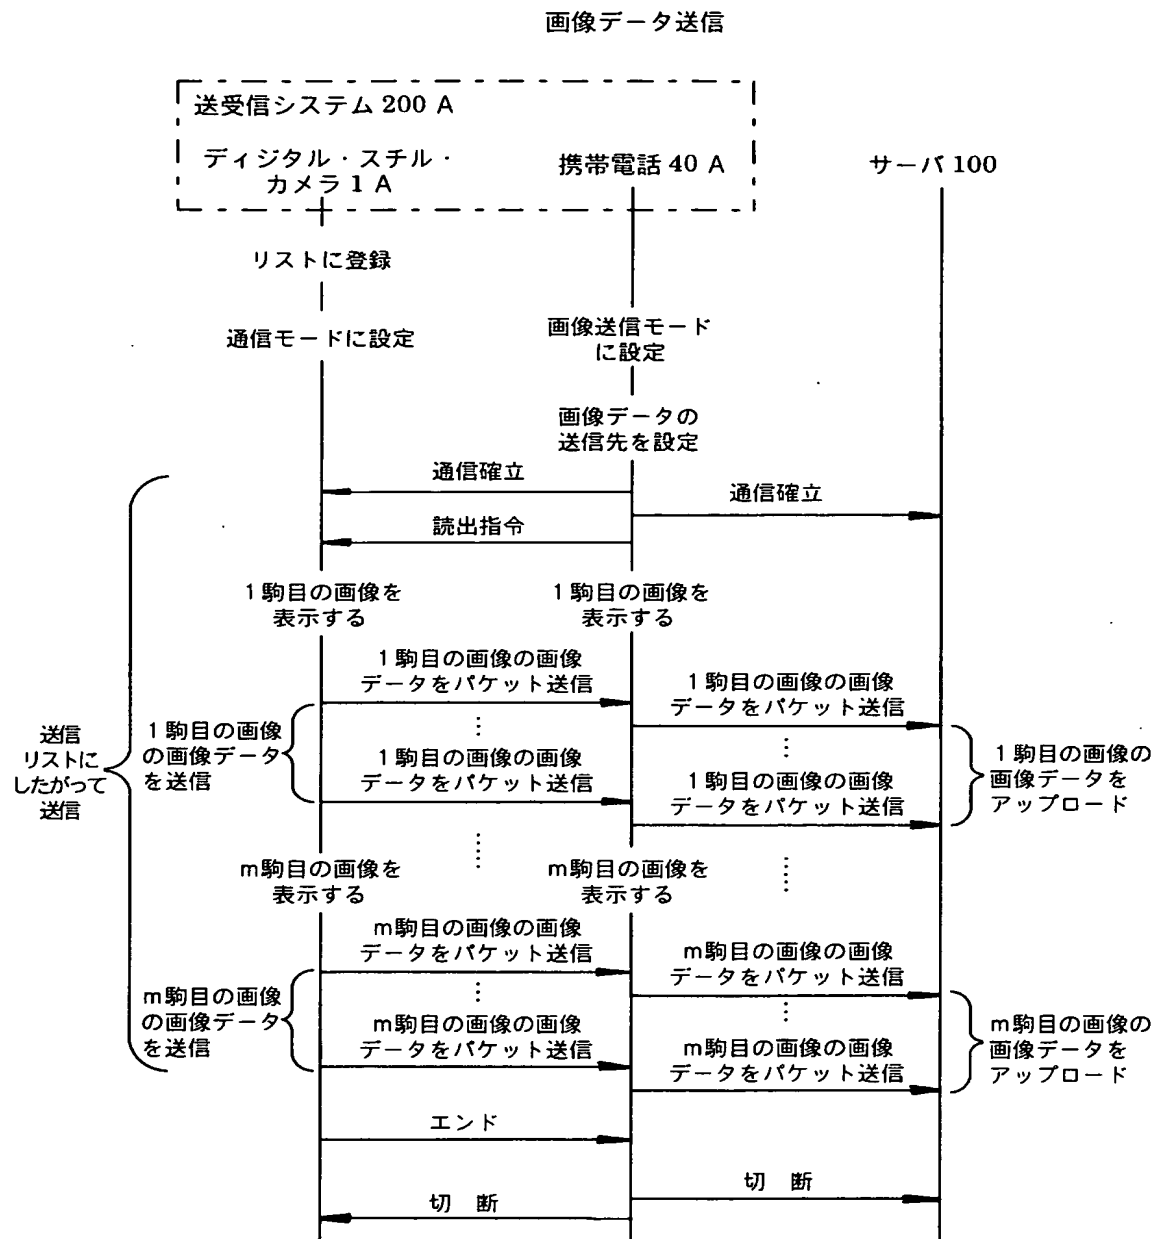 画像データ送信
送受信システム200 A
ディジタル・スチル・
カメラ1 A
携帯電話40 A
サーバ100
リストに登録
通信モードに設定
画像送信モード
に設定
画像データの
送信先を設定
通信確立
通信確立
読出指令
1駒目の画像を
表示する
1駒目の画像を
表示する
1駒目の画像の画像
データをパケット送信
1駒目の画像の画像
データをパケット送信
送信
リストに
したがって
送信
1駒目の画像
の画像データ
を送信
1駒目の画像の画像
データをパケット送信
1駒目の画像の画像
データをパケット送信
1駒目の画像の
画像データを
アップロード
m駒目の画像を
表示する
m駒目の画像を
表示する
m駒目の画像の画像
データをパケット送信
m駒目の画像の画像
データをパケット送信
m駒目の画像
の画像データ
を送信
m駒目の画像の画像
データをパケット送信
m駒目の画像の画像
データをパケット送信
m駒目の画像の
画像データを
アップロード
エンド
切 断
切 断